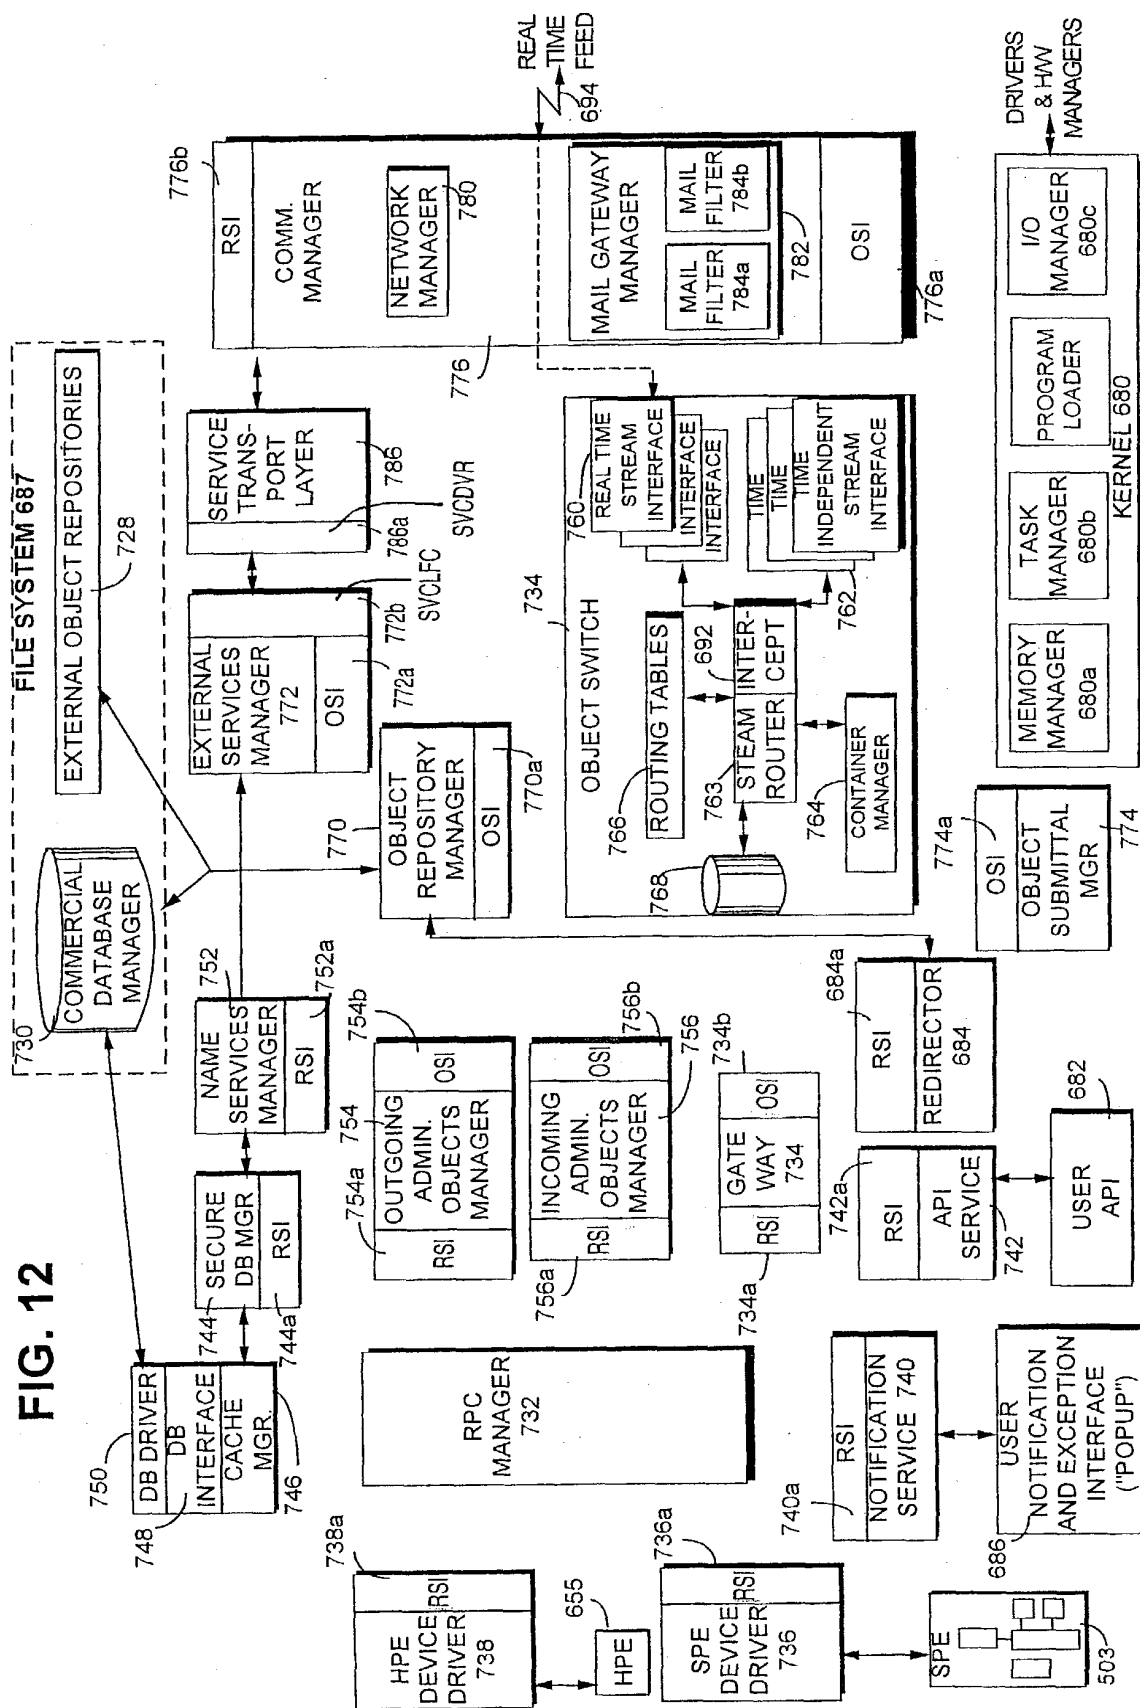 FIG. 12
FILE SYSTEM 687
730
COMMERCIAL
DATABASE
MANAGER
EXTERNAL OBJECT REPOSITORIES
728
750
DB DRIVER
748
DB
INTERFACE
CACHE
MGR.
746
744
SECURE
DB MGR
RSI
744a
NAME
SERVICES
MANAGER
752
RSI
752a
EXTERNAL
SERVICES
MANAGER
772
OSI
772a
772b
SVCLFC
SERVICE
TRANS-
PORT
LAYER
786
786a
SVCDVR
776b
RSI
COMM.
MANAGER
NETWORK
MANAGER
780
776
REAL
TIME
FEED
694
MAIL GATEWAY
MANAGER
MAIL
FILTER
784a
MAIL
FILTER
784b
782
OSI
776a
738a
HPE
DEVICE
DRIVER
738
RSI
655
HPE
736a
SPE
DEVICE
DRIVER
736
RSI
SPE
503
RPC MANAGER
732
754a
754
754b
RSI
OUTGOING
ADMIN.
OBJECTS
MANAGER
OSI
756a
RSI
INCOMING
ADMIN.
OBJECTS
MANAGER
OSI
756b
756
734a
RSI
GATE
WAY
734
OSI
734b
770
OBJECT
REPOSITORY
MANAGER
OSI
770a
734
OBJECT SWITCH
760
REAL TIME
STREAM
INTERFACE
INTERFACE
INTERFACE
766
ROUTING TABLES
763
692
STEAM
ROUTER
INTER-
CEPT
TIME
TIME
TIME
INDEPENDENT
STREAM
INTERFACE
762
768
764
CONTAINER
MANAGER
740a
RSI
NOTIFICATION
SERVICE 740
686
USER
NOTIFICATION
AND EXCEPTION
INTERFACE
("POPUP")
742a
RSI
API
SERVICE
742
USER
API
682
684a
RSI
REDIRECTOR
684
774a
OSI
OBJECT
SUBMITTAL
MGR
774
MEMORY
MANAGER
680a
TASK
MANAGER
680b
PROGRAM
LOADER
I/O
MANAGER
680c
KERNEL 680
DRIVERS
& H/W
MANAGERS